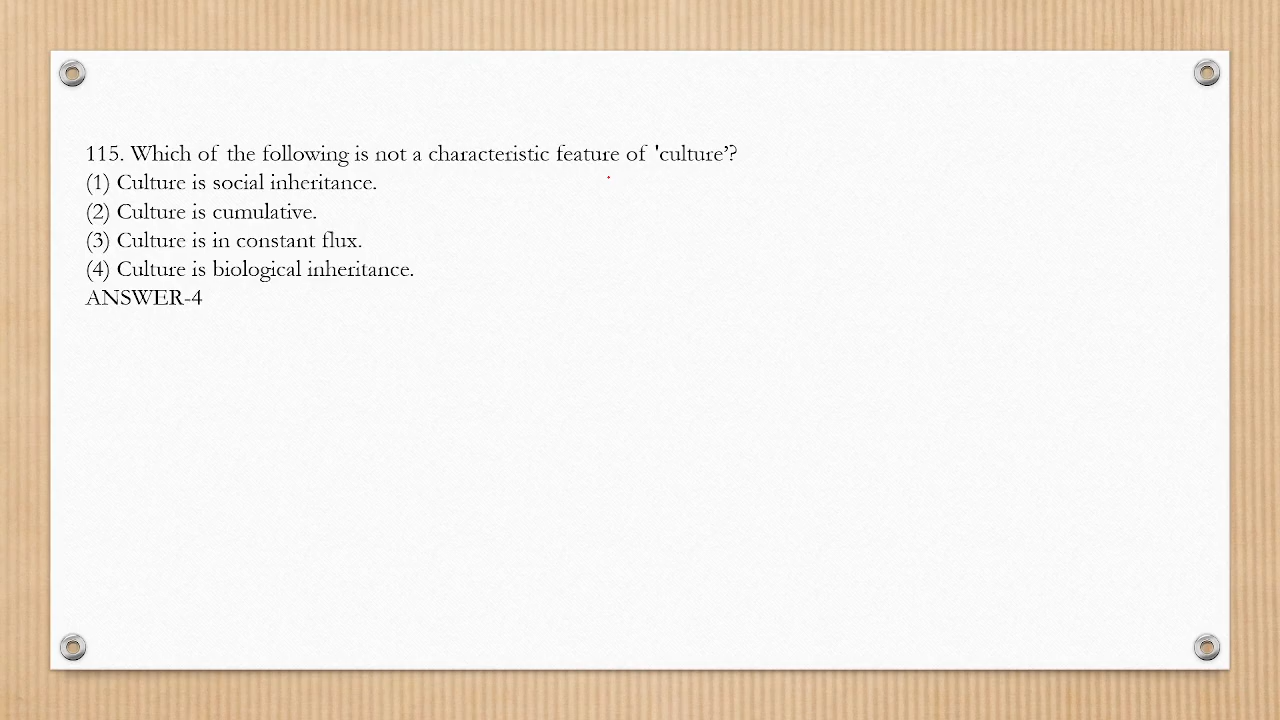 115. Which of the following is not a characteristic feature of 'culture’?
(1) Culture is social inheritance.
(2) Culture is cumulative.
(3) Culture is in constant flux.
(4) Culture is biological inheritance.
ANSWER-4